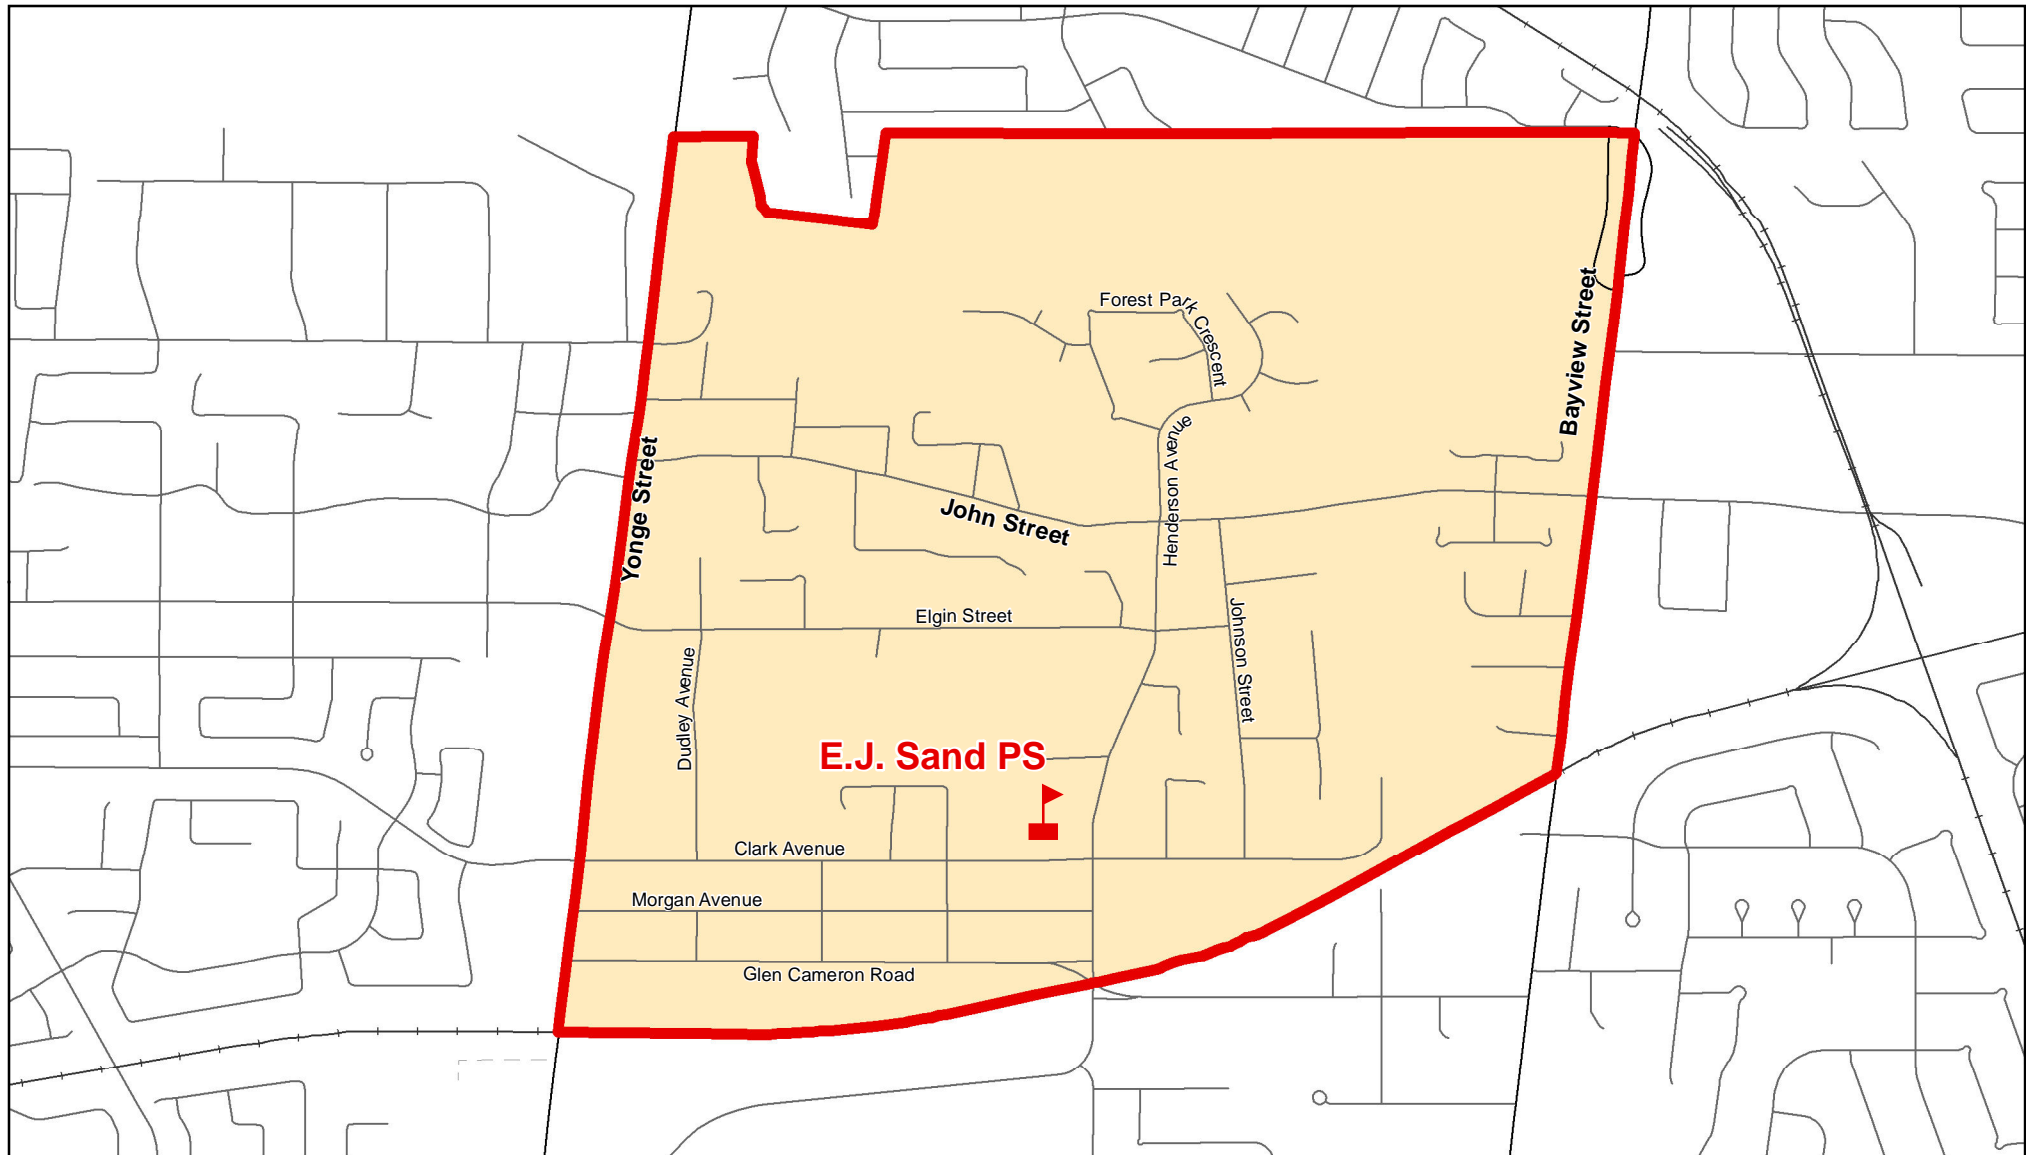 Forest Park Crescent
Bayview Street
Henderson Avenue
Yonge Street
John Street
Elgin Street
Johnson Street
Dudley Avenue
E.J. Sand PS
Clark Avenue
Morgan Avenue
Glen Cameron Road